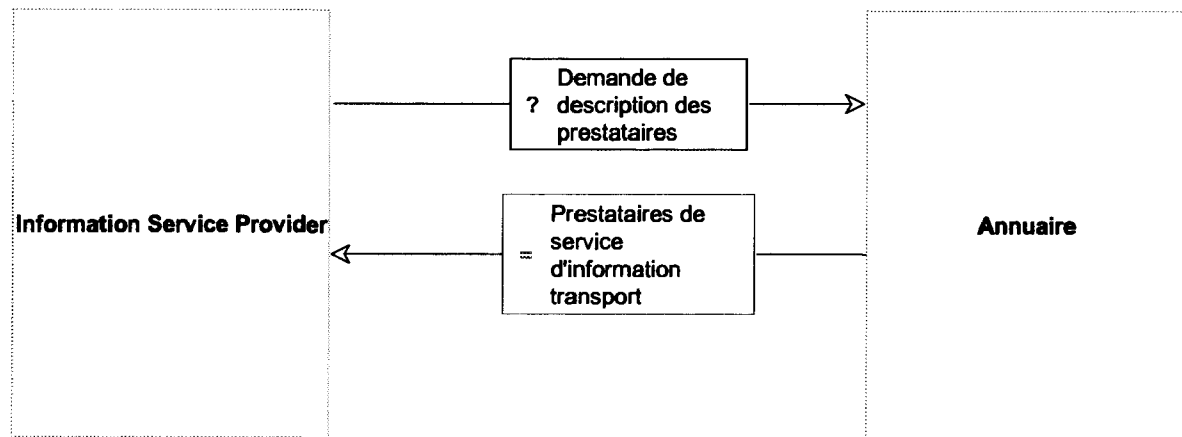 Demande de
? description des
prestataires
Information Service Provider
Prestataires de
service
= d'information
transport
Annuaire